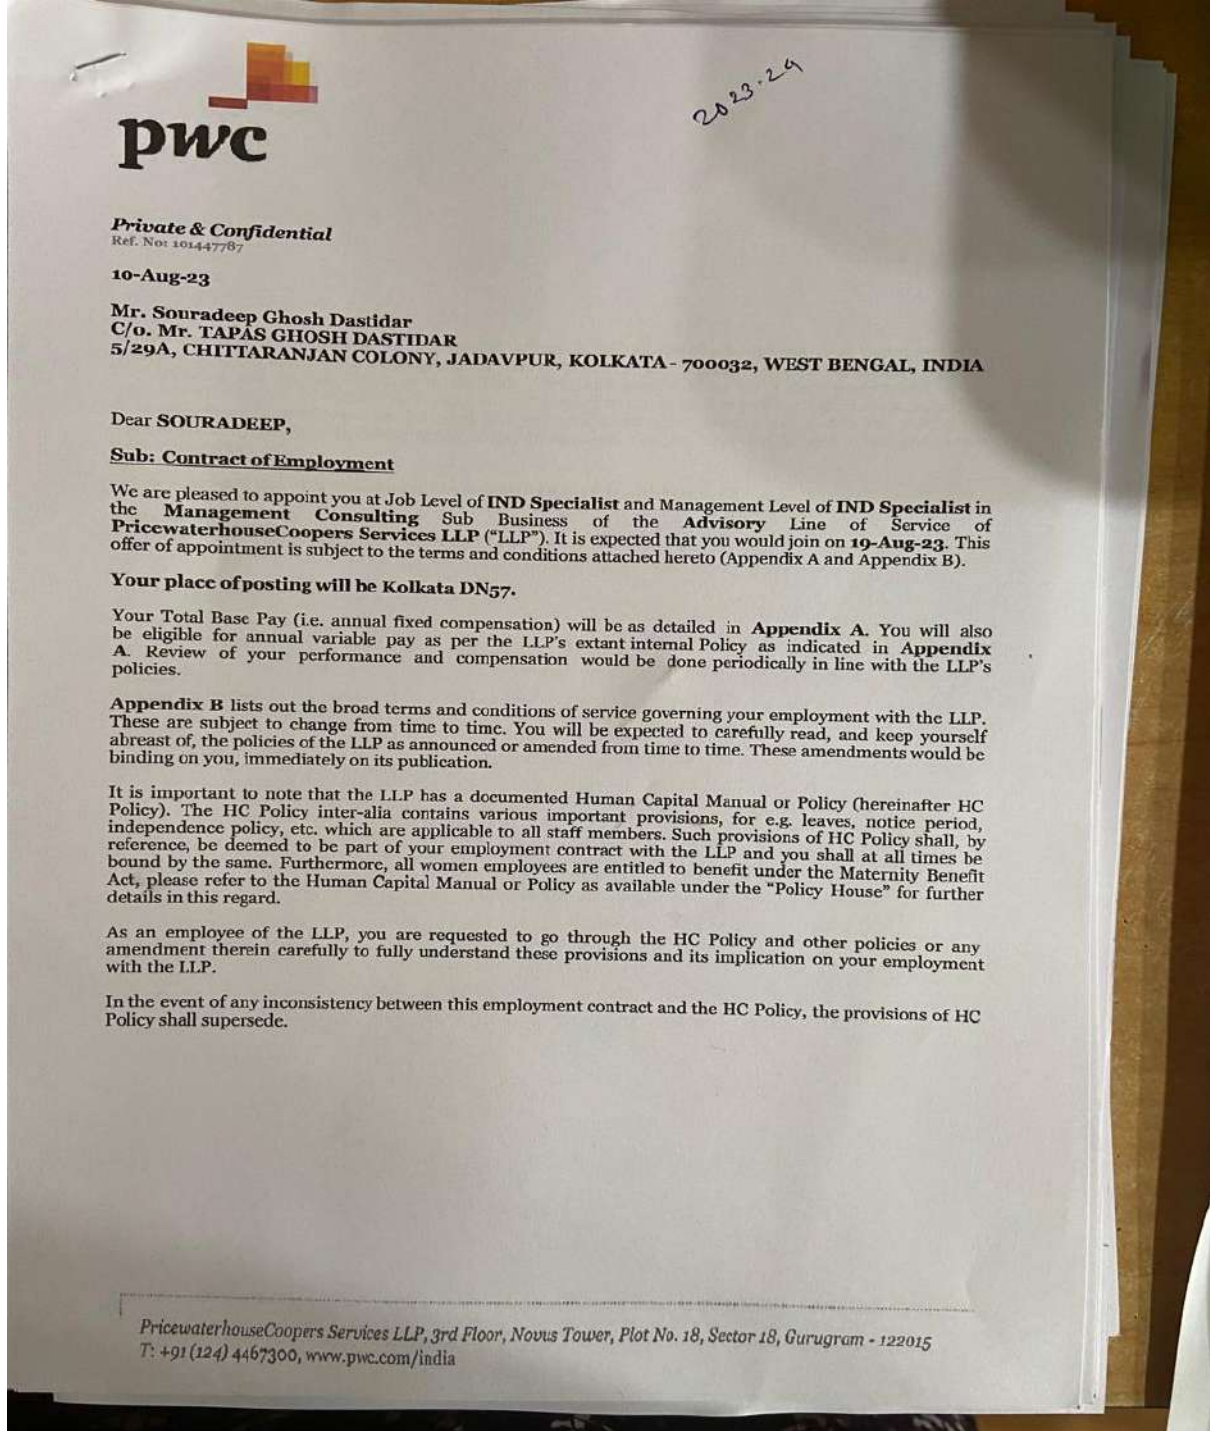 2023-24
pwc
Private & Confidential
Ref. No: 101447787
10-Aug-23
Mr. Souradeep Ghosh Dastidar
C/o. Mr. TAPAS GHOSH DASTIDAR
5/29A, CHITTARANJAN COLONY, JADAVPUR, KOLKATA - 700032, WEST BENGAL, INDIA
Dear SOURADEEP,
Sub: Contract of Employment
We are pleased to appoint you at Job Level of IND Specialist and Management Level of IND Specialist in
the Management Consulting Sub Business of the Advisory Line of Service of
PricewaterhouseCoopers Services LLP ("LLP"). It is expected that you would join on 19-Aug-23. This
offer of appointment is subject to the terms and conditions attached hereto (Appendix A and Appendix B).
Your place of posting will be Kolkata DN57.
Your Total Base Pay (i.e. annual fixed compensation) will be as detailed in Appendix A. You will also
be eligible for annual variable pay as per the LLP's extant internal Policy as indicated in Appendix
A. Review of your performance and compensation would be done periodically in line with the LLP's
policies.
Appendix B lists out the broad terms and conditions of service governing your employment with the LLP.
These are subject to change from time to time. You will be expected to carefully read, and keep yourself
abreast of, the policies of the LLP as announced or amended from time to time. These amendments would be
binding on you, immediately on its publication.
It is important to note that the LLP has a documented Human Capital Manual or Policy (hereinafter HC
Policy). The HC Policy inter-alia contains various important provisions, for e.g. leaves, notice period,
independence policy, etc. which are applicable to all staff members. Such provisions of HC Policy shall, by
reference, be deemed to be part of your employment contract with the LLP and you shall at all times be
bound by the same. Furthermore, all women employees are entitled to benefit under the Maternity Benefit
Act, please refer to the Human Capital Manual or Policy as available under the "Policy House" for further
details in this regard.
As an employee of the LLP, you are requested to go through the HC Policy and other policies or any
amendment therein carefully to fully understand these provisions and its implication on your employment
with the LLP.
In the event of any inconsistency between this employment contract and the HC Policy, the provisions of HC
Policy shall supersede.
PricewaterhouseCoopers Services LLP, 3rd Floor, Novus Tower, Plot No. 18, Sector 18, Gurugram - 122015
T: +91 (124) 4467300, www.pwc.com/india